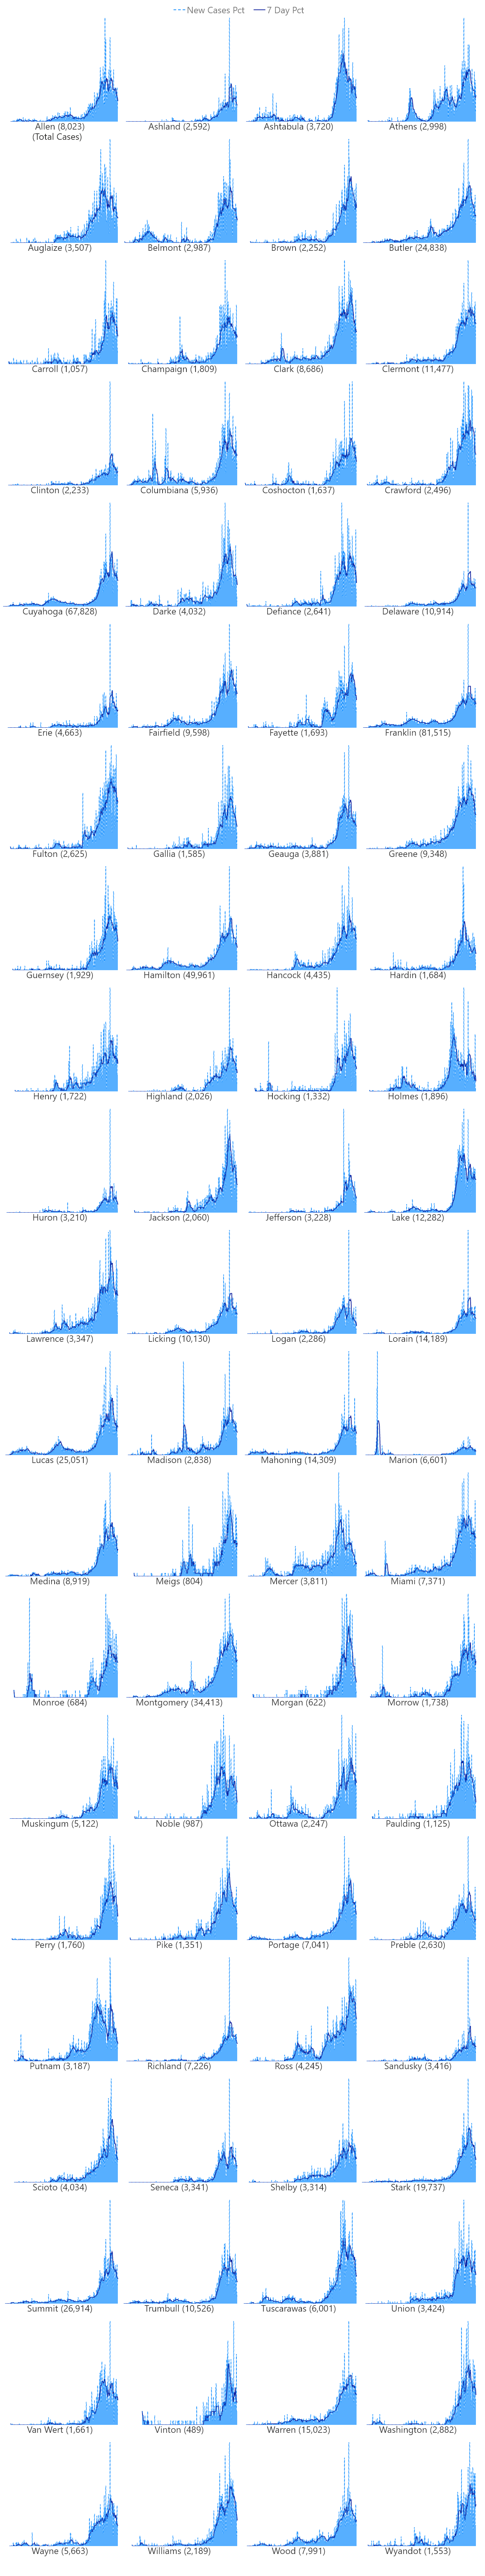 New Cases Pct 7 Day Pct
Allen (8,023) Ashland (2,592) Ashtabula (3,720) Athens (2,998)
(Total Cases)
Auglaize (3,507) Belmont (2,987) Brown (2,252) Butler (24,838)
Carroll (1,057) Champaign (1,809) Clark (8,686) Clermont (11,477)
Clinton (2,233) Columbiana (5,936) Coshocton (1,637) Crawford (2,496)
Cuyahoga (67,828) Darke (4,032) Defiance (2,641) Delaware (10,914)
Erie (4,663) Fairfield (9,598) Fayette (1,693) Franklin (81,515)
Fulton (2,625) Gallia (1,585) Geauga (3,881) Greene (9,348)
Guernsey (1,929) Hamilton (49,961) Hancock (4,435) Hardin (1,684)
Henry (1,722) Highland (2,026) Hocking (1,332) Holmes (1,896)
Huron (3,210) Jackson (2,060) Jefferson (3,228) Lake (12,282)
Lawrence (3,347) Licking (10,130) Logan (2,286) Lorain (14,189)
Lucas (25,051) Madison (2,838) Mahoning (14,309) Marion (6,601)
Medina (8,919) Meigs (804) Mercer (3,811) Miami (7,371)
Monroe (684) Montgomery (34,413) Morgan (622) Morrow (1,738)
Muskingum (5,122) Noble (987) Ottawa (2,247) Paulding (1,125)
Perry (1,760) Pike (1,351) Portage (7,041) Preble (2,630)
Putnam (3,187) Richland (7,226) Ross (4,245) Sandusky (3,416)
Scioto (4,034) Seneca (3,341) Shelby (3,314) Stark (19,737)
Summit (26,914) Trumbull (10,526) Tuscarawas (6,001) Union (3,424)
Van Wert (1,661) Vinton (489) Warren (15,023) Washington (2,882)
Wayne (5,663) Williams (2,189) Wood (7,991) Wyandot (1,553)